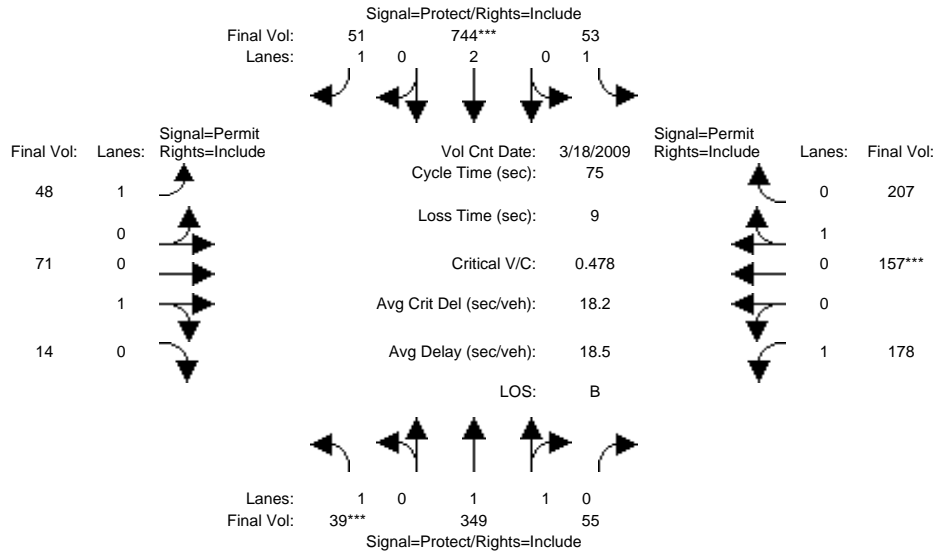 Signal=Protect/Rights=Include
Final Vol: 51 744*** 53
Lanes: 1 0 2 0 1
Signal=Permit Signal=Permit
Final Vol: Lanes: Rights=Include Vol Cnt Date: 3/18/2009 Rights=Include Lanes: Final Vol:
Cycle Time (sec): 75
48 1 0 207
Loss Time (sec): 9
0 1
71 0 Critical V/C: 0.478 0 157***
1 Avg Crit Del (sec/veh): 18.2 0
14 0 Avg Delay (sec/veh): 18.5 1 178
LOS: B
Lanes: 1 0 1 1 0
Final Vol: 39*** 349 55
Signal=Protect/Rights=Include